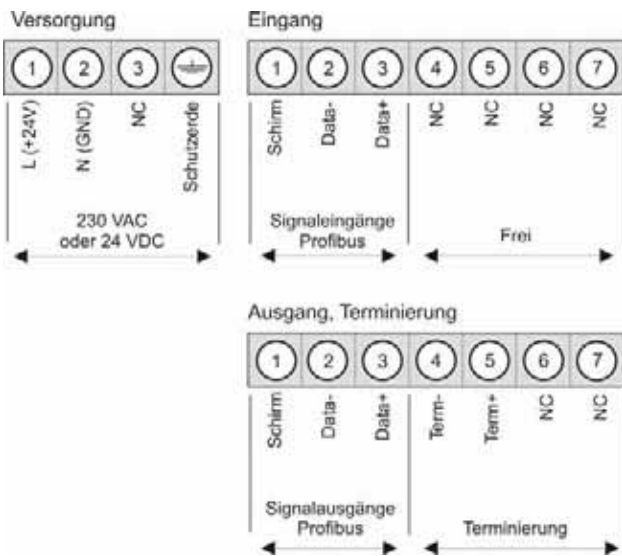 Versorgung
1 2 3
L (+24V)
N (GND)
NC
Schutzerde
230 VAC
oder 24 VDC
Eingang
1 2 3 4 5 6 7
Schirm
Data-
Data+
NC
NC
NC
NC
Signaleingänge
Profibus
Frei
Ausgang, Terminierung
1 2 3 4 5 6 7
Schirm
Data-
Data+
Term-
Term+
NC
NC
Signalausgänge
Profibus
Terminierung